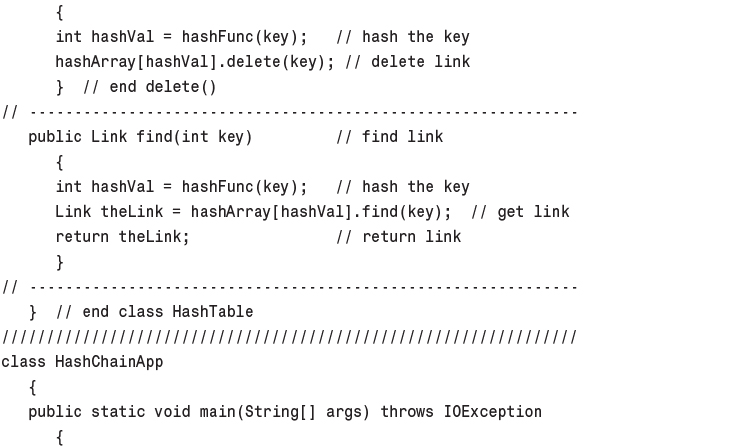 {
int hashVal = hashFunc(key);   // hash the key
hashArray[hashVal].delete(key); // delete link
}  // end delete()
// -------------------------------------------------------------
public Link find(int key)         // find link
{
int hashVal = hashFunc(key);   // hash the key
Link theLink = hashArray[hashVal].find(key);  // get link
return theLink;                // return link
}
// -------------------------------------------------------------
}  // end class HashTable
////////////////////////////////////////////////////////////////
class HashChainApp
{
public static void main(String[] args) throws IOException
{